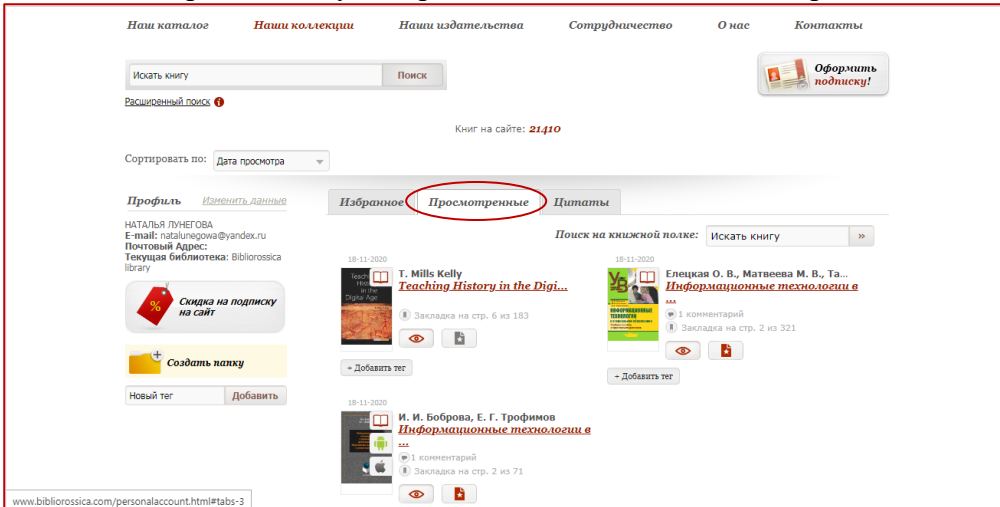 Наш каталог Наши коллекции Наши издательства Сотрудничество О нас Контакты
Искать книгу Поиск
Оформить
подписку!
Расширенный поиск
Книг на сайте: 21410
Сортировать по: Дата просмотра
Профиль Изменить данные
НАТАЛЬЯ ЛУНЕГОВА
E-mail: natalunegowa@yandex.ru
Почтовый Адрес:
Текущая библиотека: Bibliorossica
library
% Скидка на подписку
на сайт
Создать папку
Новый тег Добавить
Избранное Просмотренные Цитаты
Поиск на книжной полке: Искать книгу »
18-11-2020
Digital Age
T. Mills Kelly
Teaching History in the Digi...
Закладка на стр. 6 из 183
+ Добавить тег
18-11-2020
ИНФОРМАЦИОННЫЕ
ТЕХНОЛОГИИ
Елецкая О. В., Матвеева М. В., Та...
Информационные технологии в
...
1 комментарий
Закладка на стр. 2 из 321
+ Добавить тег
18-11-2020
И. И. Боброва, Е. Г. Трофимов
Информационные технологии в
...
1 комментарий
Закладка на стр. 2 из 71
www.bibliorossica.com/personalaccount.html#tabs-3